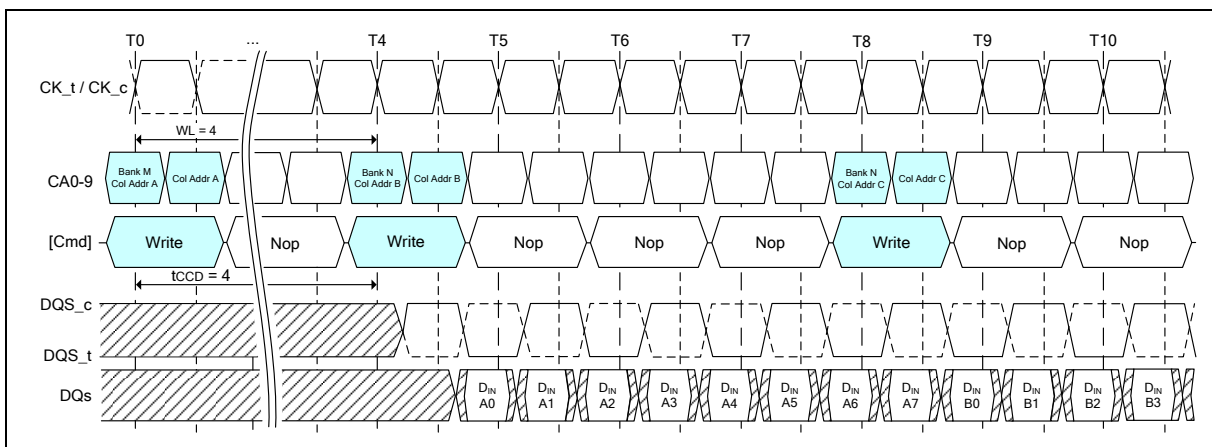 T0 ... T4 T5 T6 T7 T8 T9 T10
CK_t / CK_c
WL = 4
CA0-9
Bank M
Col Addr A
Col Addr A
Bank N
Col Addr B
Col Addr B
Bank N
Col Addr C
Col Addr C
[Cmd] Write Nop Write Nop Nop Nop Write Nop Nop
tCCD = 4
DQS_c
DQS_t
DQs
DIN A0
DIN A1
DIN A2
DIN A3
DIN A4
DIN A5
DIN A6
DIN A7
DIN B0
DIN B1
DIN B2
DIN B3